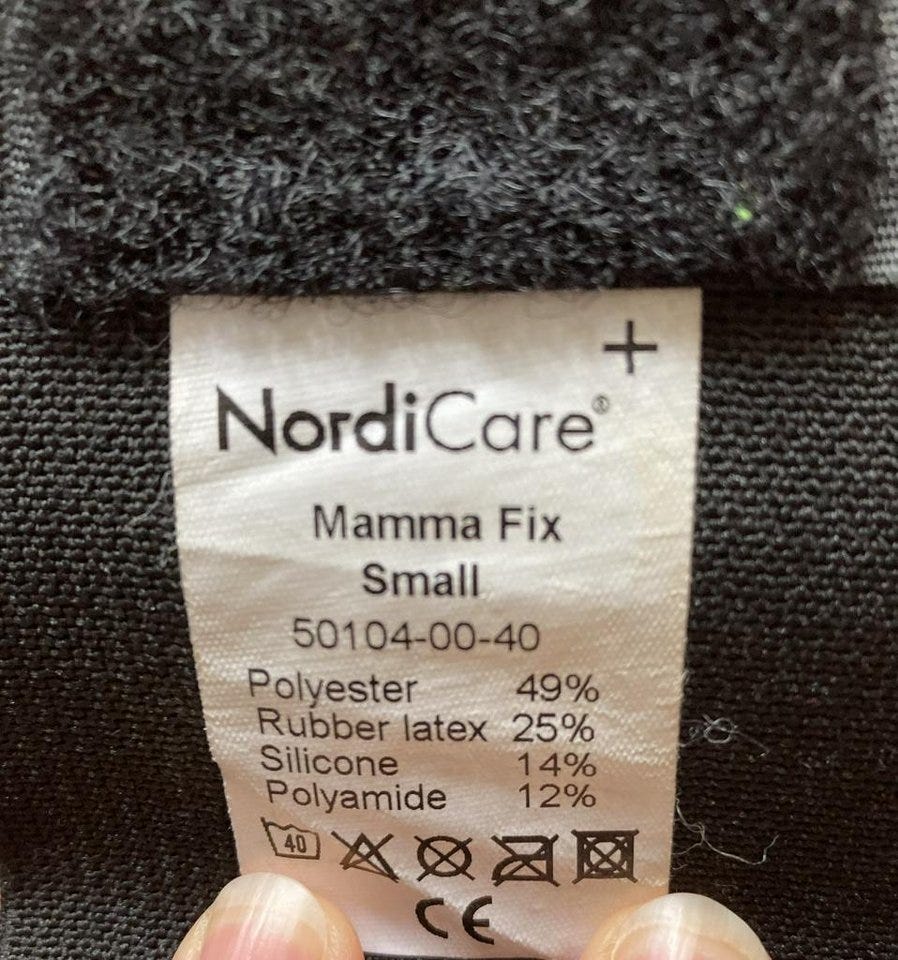 +
NordiCare®
Mamma Fix
Small
50104-00-40
Polyester 49%
Rubber latex 25%
Silicone 14%
Polyamide 12%
40
CE